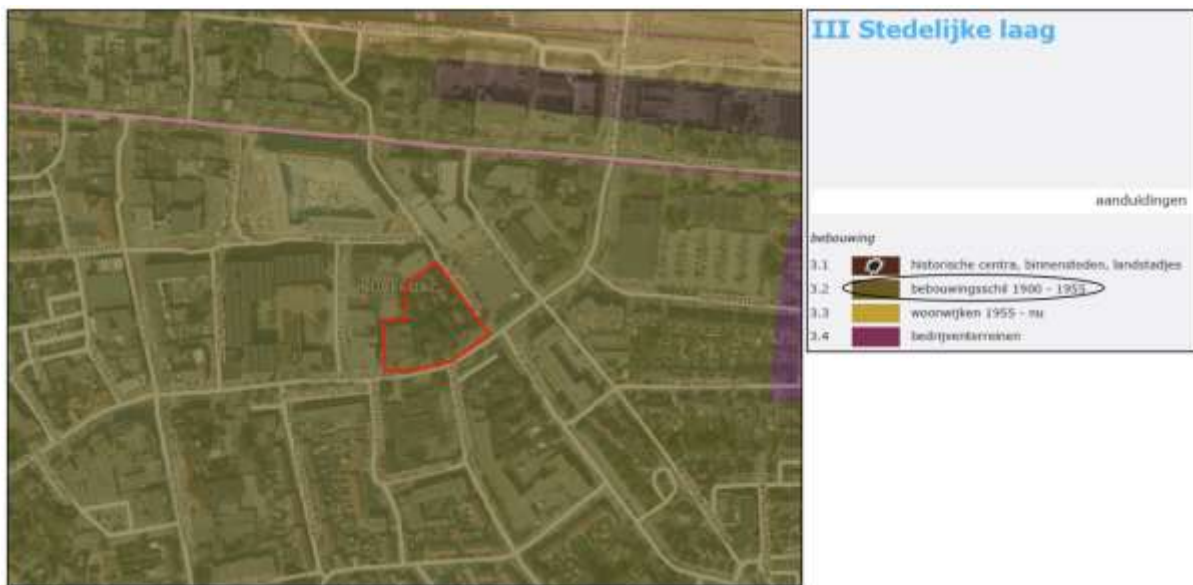 III Stedelijke laag
aanduidingen
bebouwing
3.1 historische centra, binnensteden, landstadjes
3.2 bebouwingsschil 1900 - 1955
3.3 woonwijken 1955 - nu
3.4 bedrijventerreinen